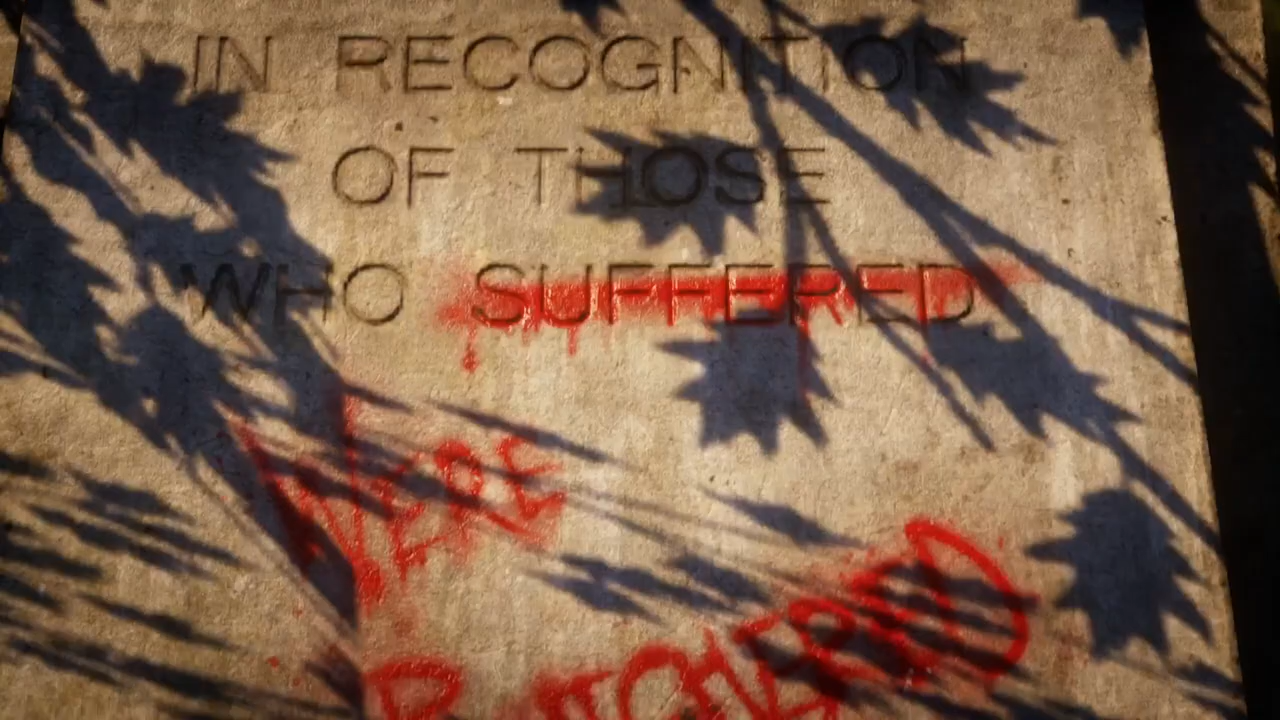 IN RECOGNITION
OF THOSE
WHO SUFFERED
WERE
BUTCHERED